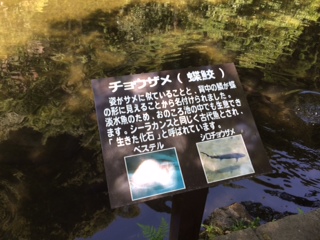 チョウザメ（蝶鮫）
姿がサメに似ていることと、背中の鱗が蝶
の形に見えることから名付けられました。
淡水魚のため、おのころ池の中でも生息でき
ます。シーラカンスと同じく古代魚とされ、
「生きた化石」と呼ばれています。
ベステル
シロチョウザメ